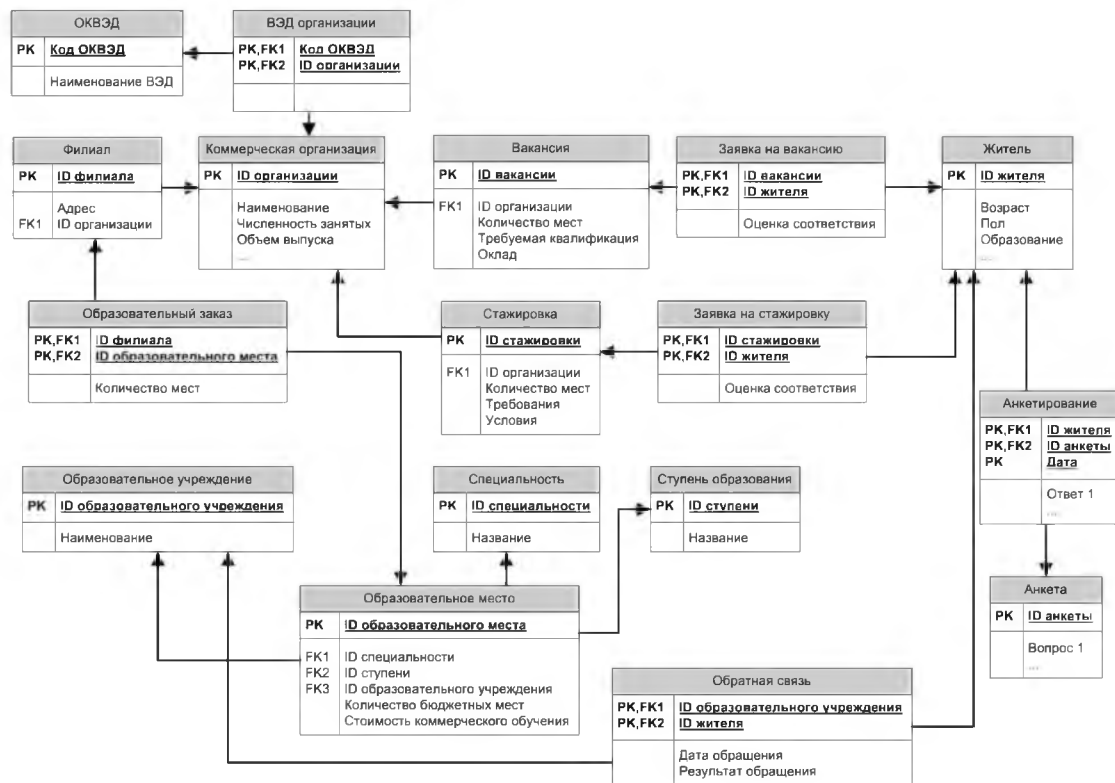 ОКВЭД
PK Код ОКВЭД
Наименование ВЭД
ВЭД организации
PK,FK1 Код ОКВЭД
PK,FK2 ID организации
Филиал
PK ID филиала
Адрес
FK1 ID организации
Коммерческая организация
PK ID организации
Наименование
Численность занятых
Объем выпуска
...
Вакансия
PK ID вакансии
FK1 ID организации
Количество мест
Требуемая квалификация
Оклад
Заявка на вакансию
PK,FK1 ID вакансии
PK,FK2 ID жителя
Оценка соответствия
Житель
PK ID жителя
Возраст
Пол
Образование
...
Образовательный заказ
PK,FK1 ID филиала
PK,FK2 ID образовательного места
Количество мест
Стажировка
PK ID стажировки
FK1 ID организации
Количество мест
Требования
Условия
Заявка на стажировку
PK,FK1 ID стажировки
PK,FK2 ID жителя
Оценка соответствия
Анкетирование
PK,FK1 ID жителя
PK,FK2 ID анкеты
PK Дата
Ответ 1
...
Образовательное учреждение
PK ID образовательного учреждения
Наименование
Специальность
PK ID специальности
Название
Ступень образования
PK ID ступени
Название
Образовательное место
PK ID образовательного места
FK1 ID специальности
FK2 ID ступени
FK3 ID образовательного учреждения
Количество бюджетных мест
Стоимость коммерческого обучения
Анкета
PK ID анкеты
Вопрос 1
...
Обратная связь
PK,FK1 ID образовательного учреждения
PK,FK2 ID жителя
Дата обращения
Результат обращения